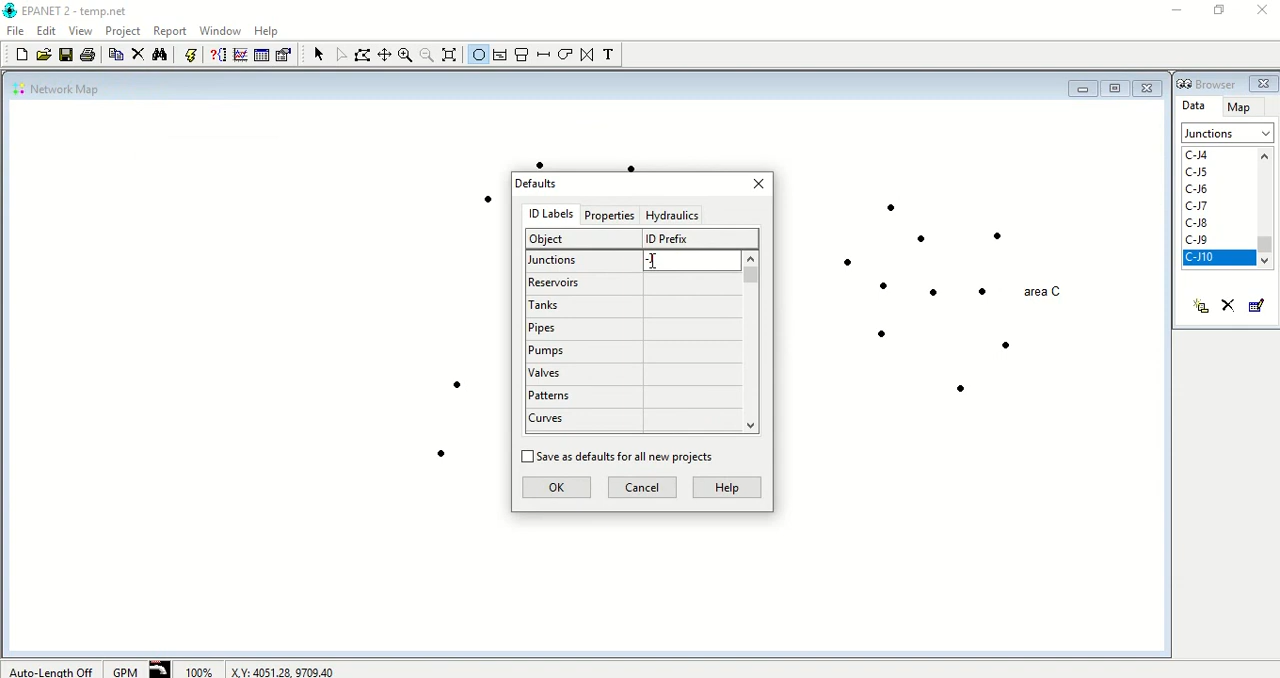 EPANET 2 - temp.net
File Edit View Project Report Window Help
T
Network Map
Browser
Data Map
Junctions
C-J4
C-J5
C-J6
C-J7
C-J8
C-J9
C-J10
Defaults
ID Labels Properties Hydraulics
Object ID Prefix
Junctions
Reservoirs
Tanks
Pipes
Pumps
Valves
Patterns
Curves
Save as defaults for all new projects
OK Cancel Help
area C
Auto-Length Off GPM 100% X,Y: 4051.28, 9709.40